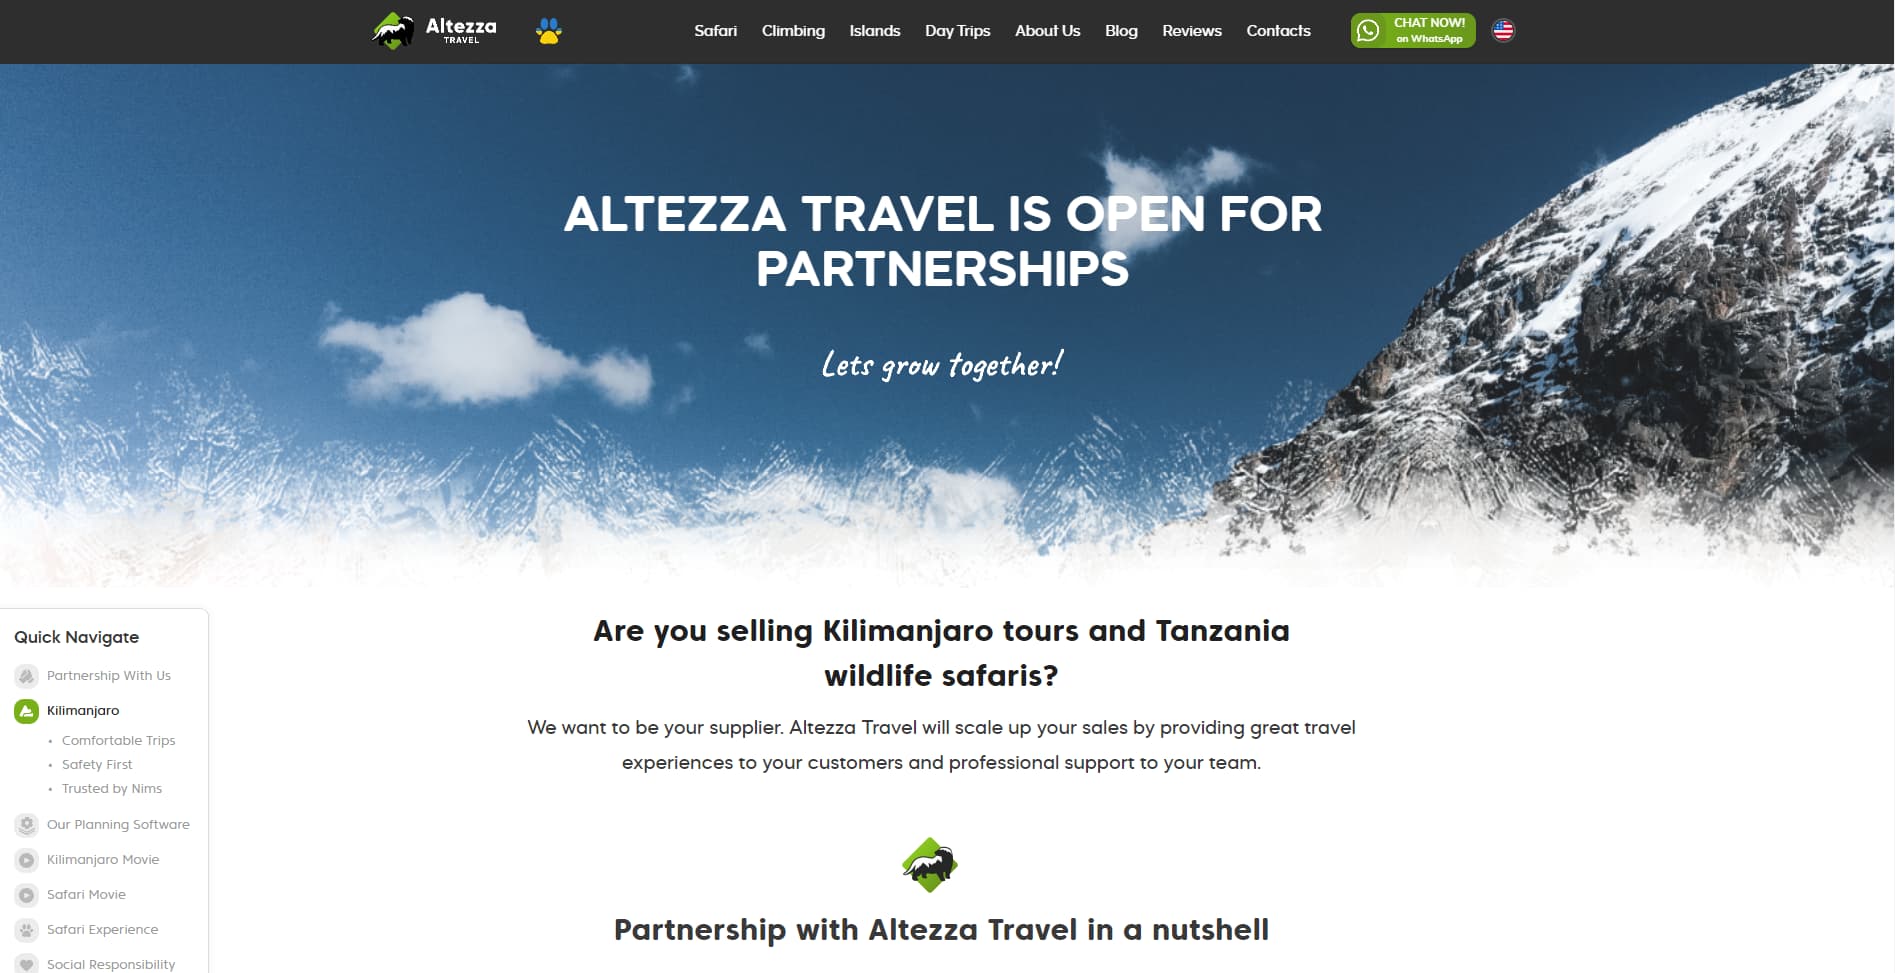 Altezza
TRAVEL
Safari
Climbing
Islands
Day Trips
About Us
Blog
Reviews
Contacts
CHAT NOW!
on WhatsApp
ALTEZZA TRAVEL IS OPEN FOR
PARTNERSHIPS
Lets grow together!
Quick Navigate
Partnership With Us
Kilimanjaro
• Comfortable Trips
• Safety First
• Trusted by Nims
Our Planning Software
Kilimanjaro Movie
Safari Movie
Safari Experience
Social Responsibility
Are you selling Kilimanjaro tours and Tanzania
wildlife safaris?
We want to be your supplier. Altezza Travel will scale up your sales by providing great travel
experiences to your customers and professional support to your team.
Partnership with Altezza Travel in a nutshell